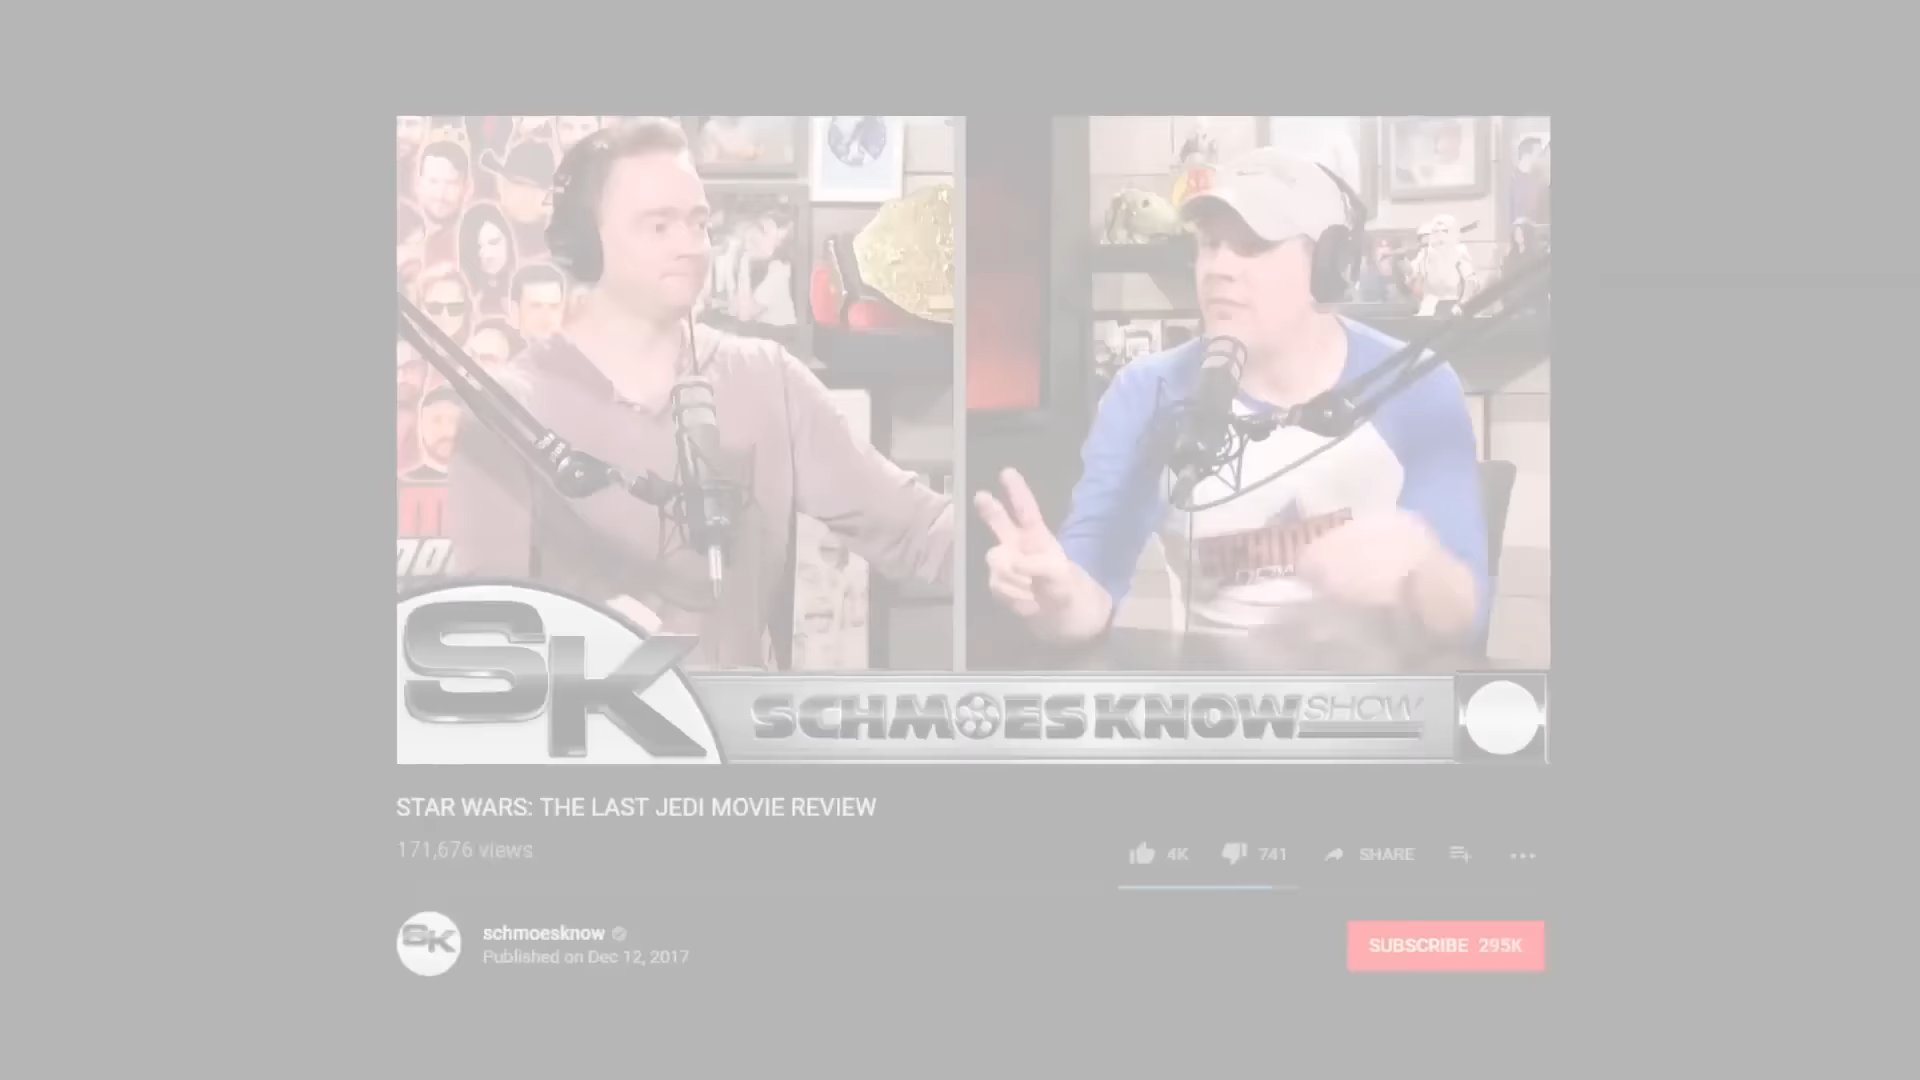 SK
SCHMOESKNOW SHOW
STAR WARS: THE LAST JEDI MOVIE REVIEW
171,676 views
4K
741
SHARE
SK
schmoesknow
Published on Dec 12, 2017
SUBSCRIBE 295K